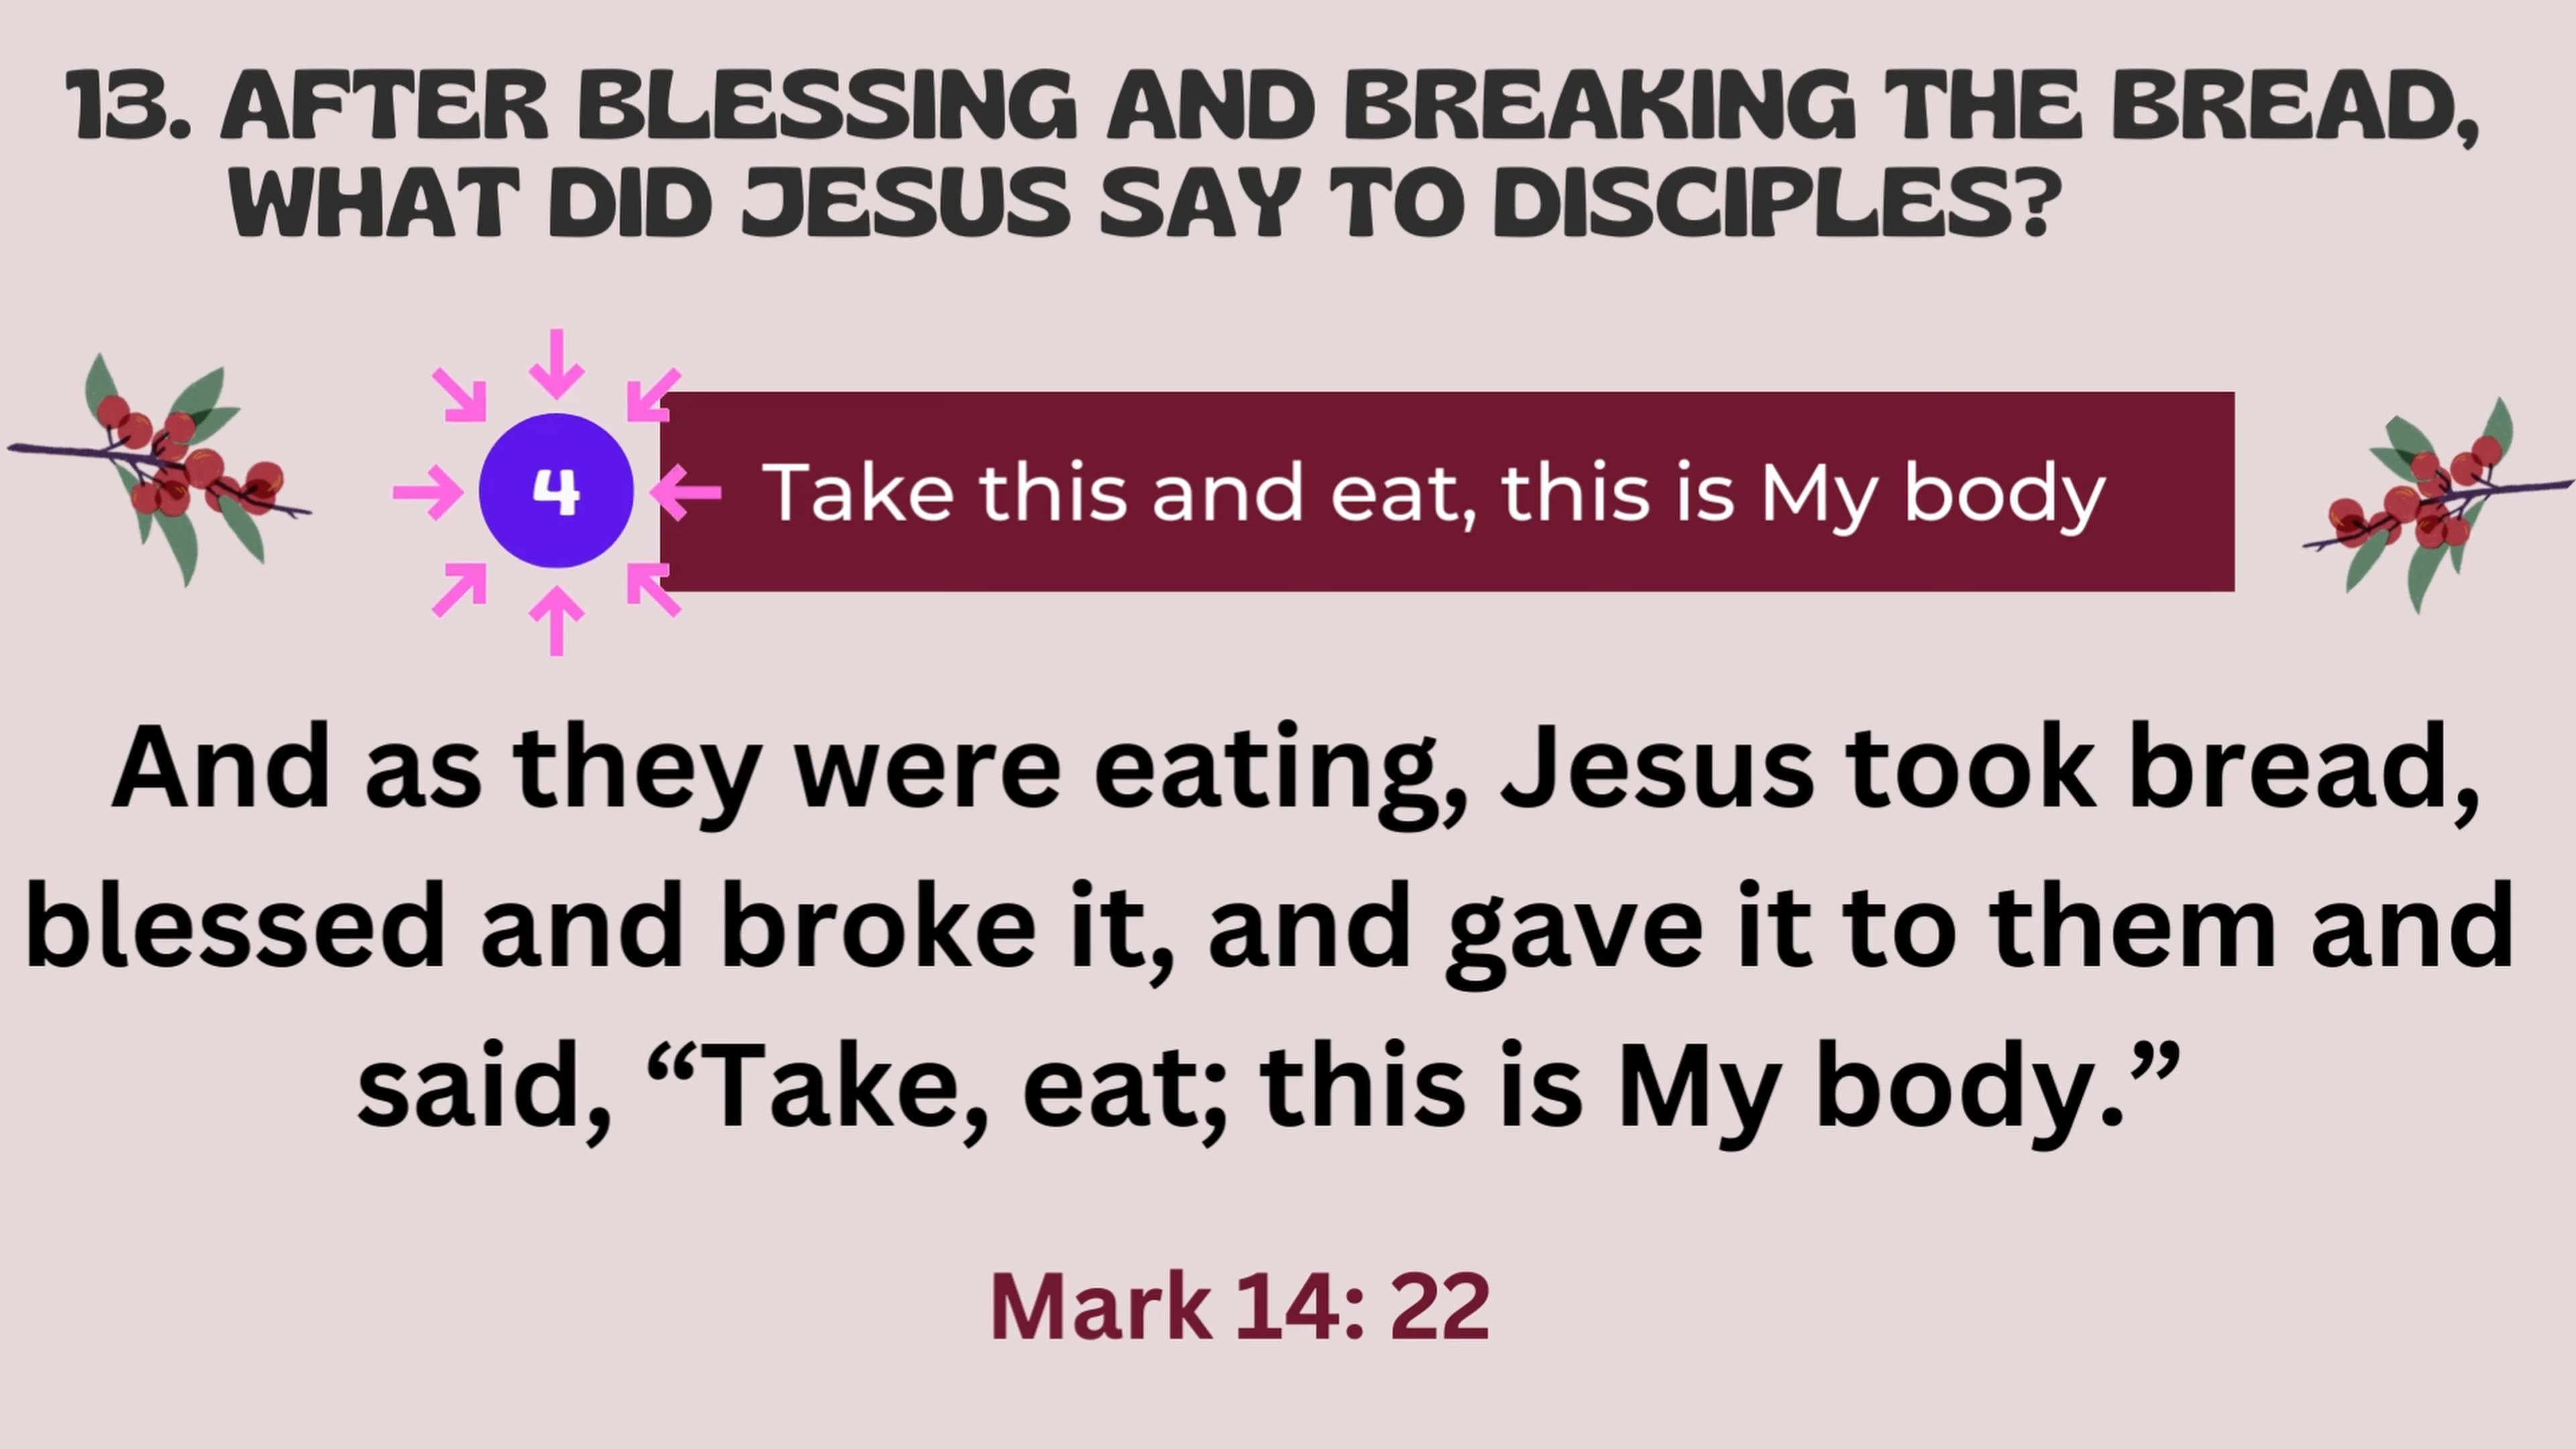 13. AFTER BLESSING AND BREAKING THE BREAD,
WHAT DID JESUS SAY TO DISCIPLES?
4
Take this and eat, this is My body
And as they were eating, Jesus took bread,
blessed and broke it, and gave it to them and
said, “Take, eat; this is My body.”
Mark 14: 22